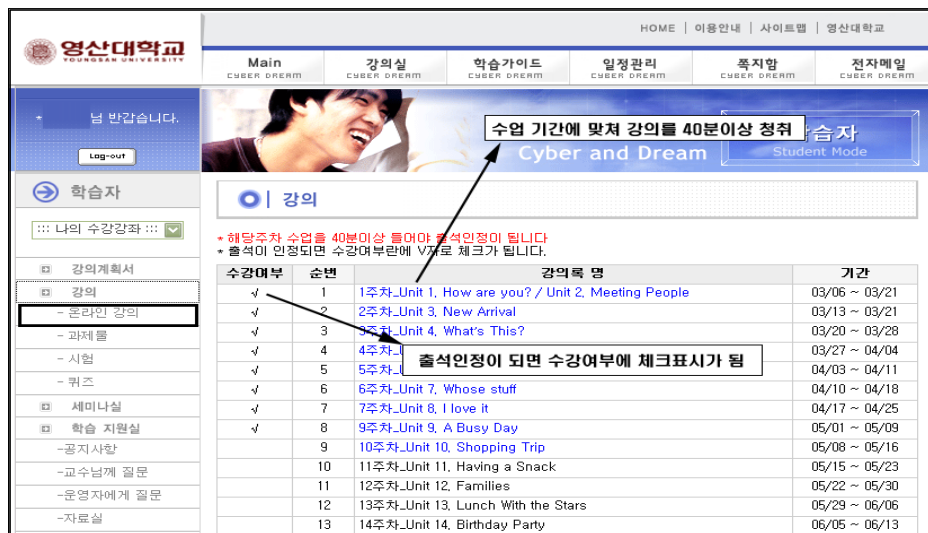 HOME | 이용안내 | 사이트맵 | 영산대학교
영산대학교
YOUNGSAN UNIVERSITY
Main 강의실 학습가이드 일정관리 쪽지함 전자메일
CYBER DREAM CYBER DREAM CYBER DREAM CYBER DREAM CYBER DREAM CYBER DREAM
* 님 반갑습니다.
Log-out
수업 기간에 맞춰 강의를 40분이상 청취
습자
Cyber and Dream
Student Mode
학습자
::: 나의 수강강좌 :::
강의계획서
강의
- 온라인 강의
- 과제물
- 시험
- 퀴즈
세미나실
학습 지원실
-공지사항
-교수님께 질문
-운영자에게 질문
-자료실
강의
* 해당주차 수업을 40분이상 들어야 출석인정이 됩니다
* 출석이 인정되면 수강여부란에 V자로 체크가 됩니다.
수강여부 순번 강의록 명 기간
√ 1 1주차_Unit 1, How are you? / Unit 2, Meeting People 03/06 ~ 03/21
√ 2 2주차_Unit 3, New Arrival 03/13 ~ 03/21
√ 3 3주차_Unit 4, What's This? 03/20 ~ 03/28
√ 4 4주차_ 03/27 ~ 04/04
출석인정이 되면 수강여부에 체크표시가 됨
√ 5 5주차_ 04/03 ~ 04/11
√ 6 6주차_Unit 7, Whose stuff 04/10 ~ 04/18
√ 7 7주차_Unit 8, I love it 04/17 ~ 04/25
√ 8 9주차_Unit 9, A Busy Day 05/01 ~ 05/09
9 10주차_Unit 10, Shopping Trip 05/08 ~ 05/16
10 11주차_Unit 11, Having a Snack 05/15 ~ 05/23
11 12주차_Unit 12, Families 05/22 ~ 05/30
12 13주차_Unit 13, Lunch With the Stars 05/29 ~ 06/06
13 14주차_Unit 14, Birthday Party 06/05 ~ 06/13